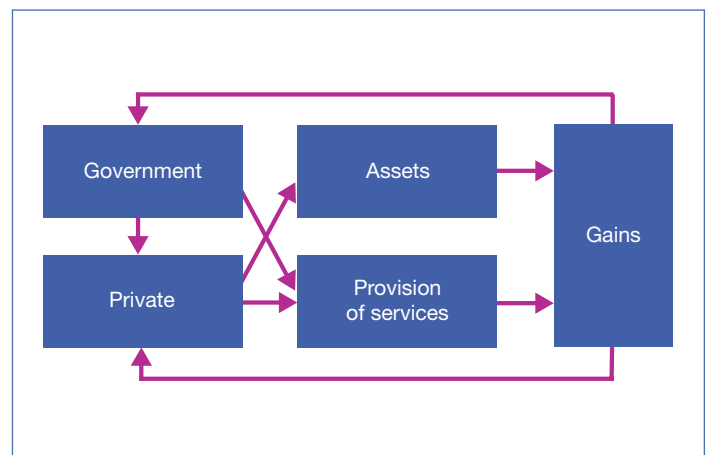 Government
Assets
Gains
Private
Provision
of services